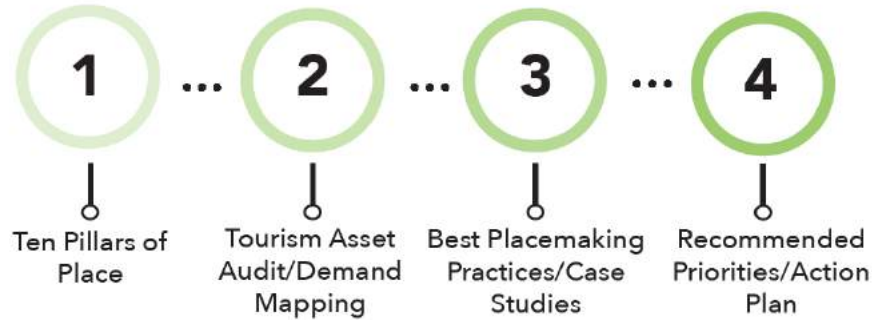 1 ... 2 ... 3 ... 4
Ten Pillars of
Place
Tourism Asset
Audit/Demand
Mapping
Best Placemaking
Practices/Case
Studies
Recommended
Priorities/Action
Plan